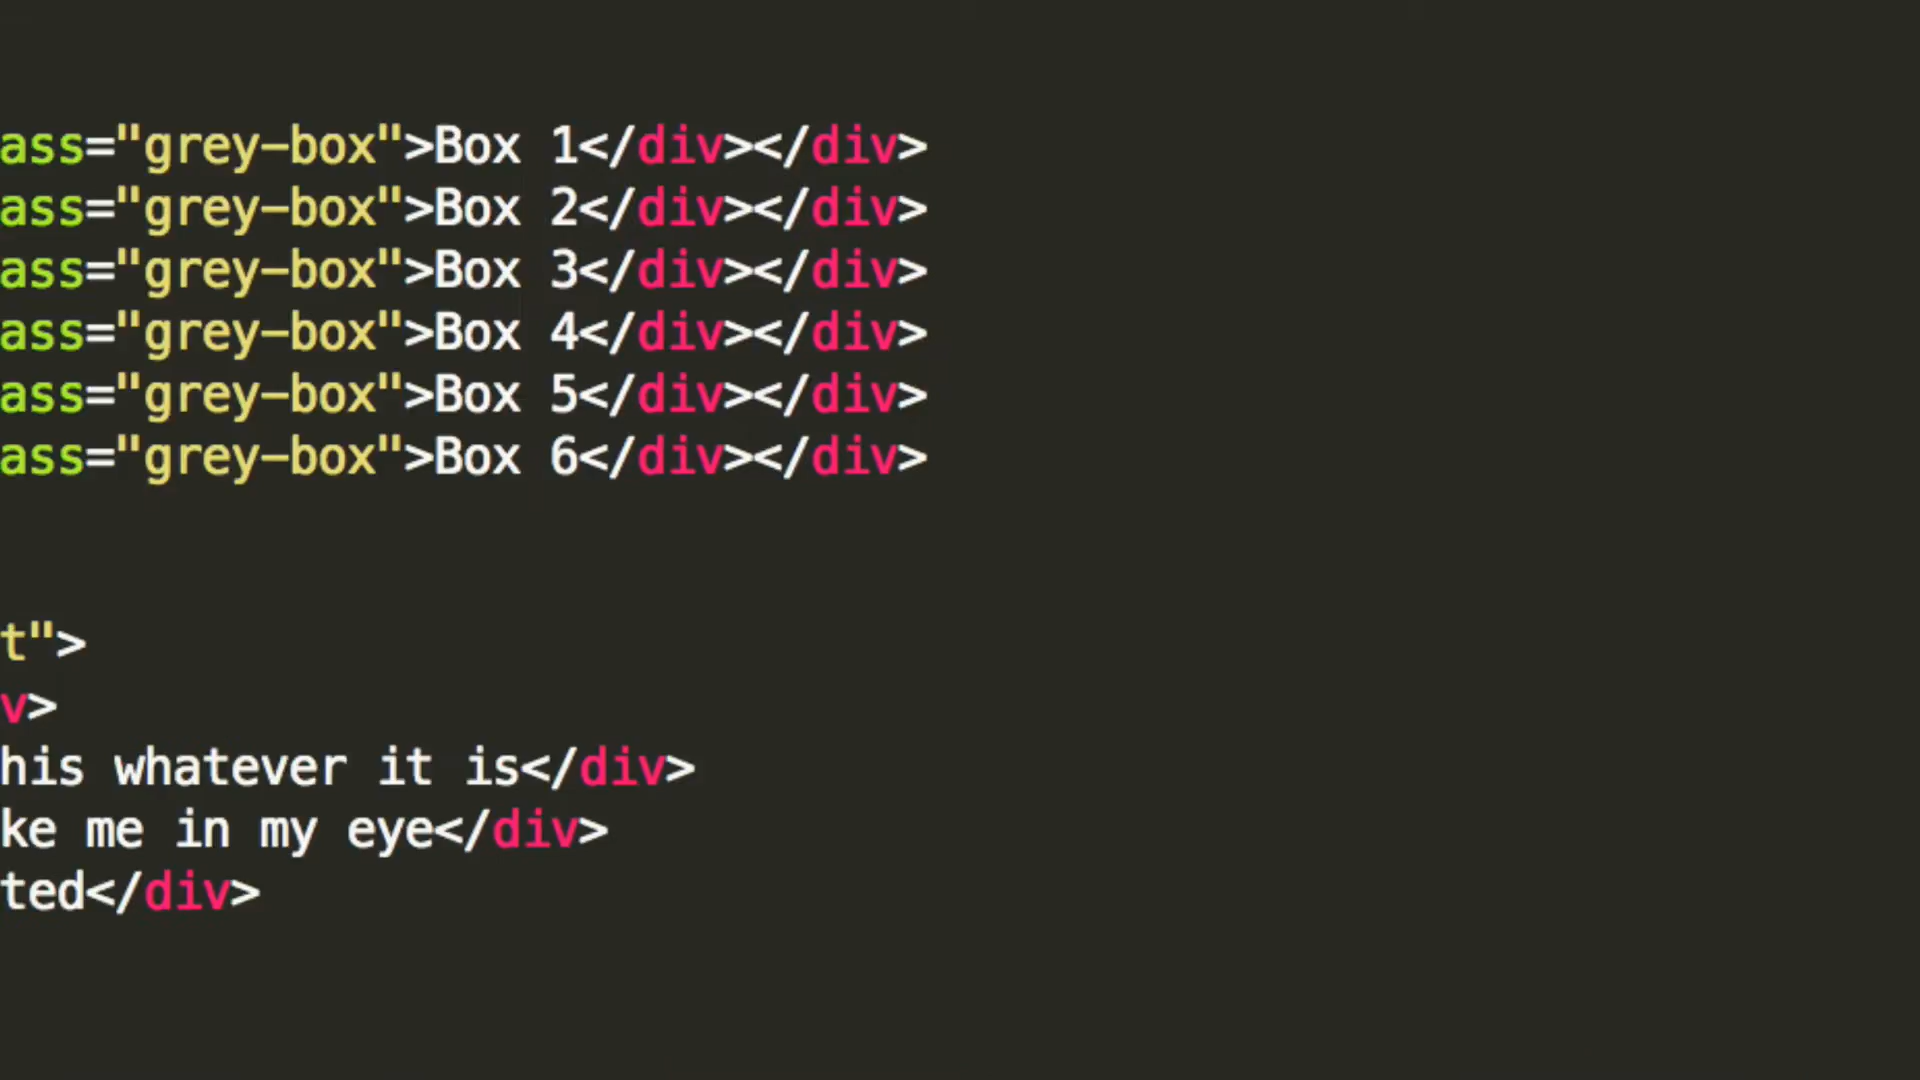 ass="grey-box">Box 1</div></div>
ass="grey-box">Box 2</div></div>
ass="grey-box">Box 3</div></div>
ass="grey-box">Box 4</div></div>
ass="grey-box">Box 5</div></div>
ass="grey-box">Box 6</div></div>
t">
v>
his whatever it is</div>
ke me in my eye</div>
ted</div>